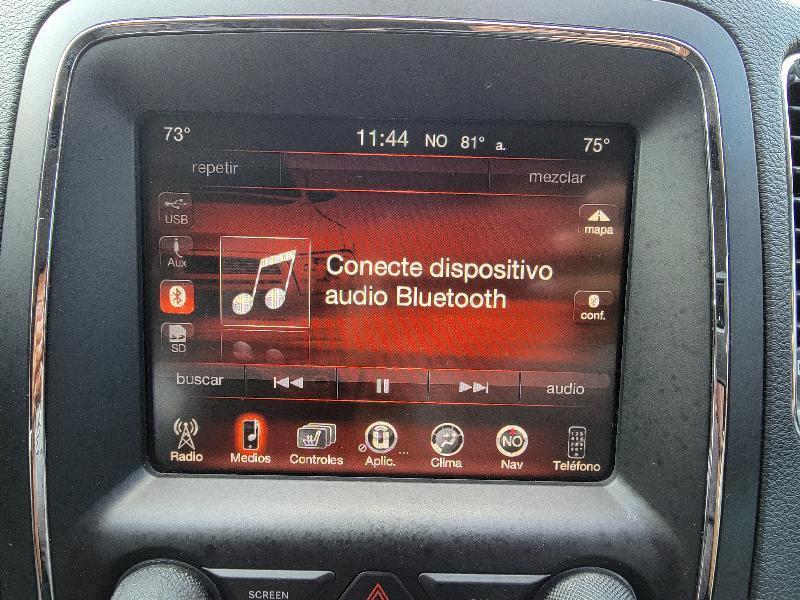 73° 11:44 NO 81° a. 75°
repetir mezclar
USB
mapa
Aux
Conecte dispositivo
audio Bluetooth
conf.
SD
buscar audio
Radio Medios Controles Aplic. ... Clima NO Nav Teléfono
SCREEN